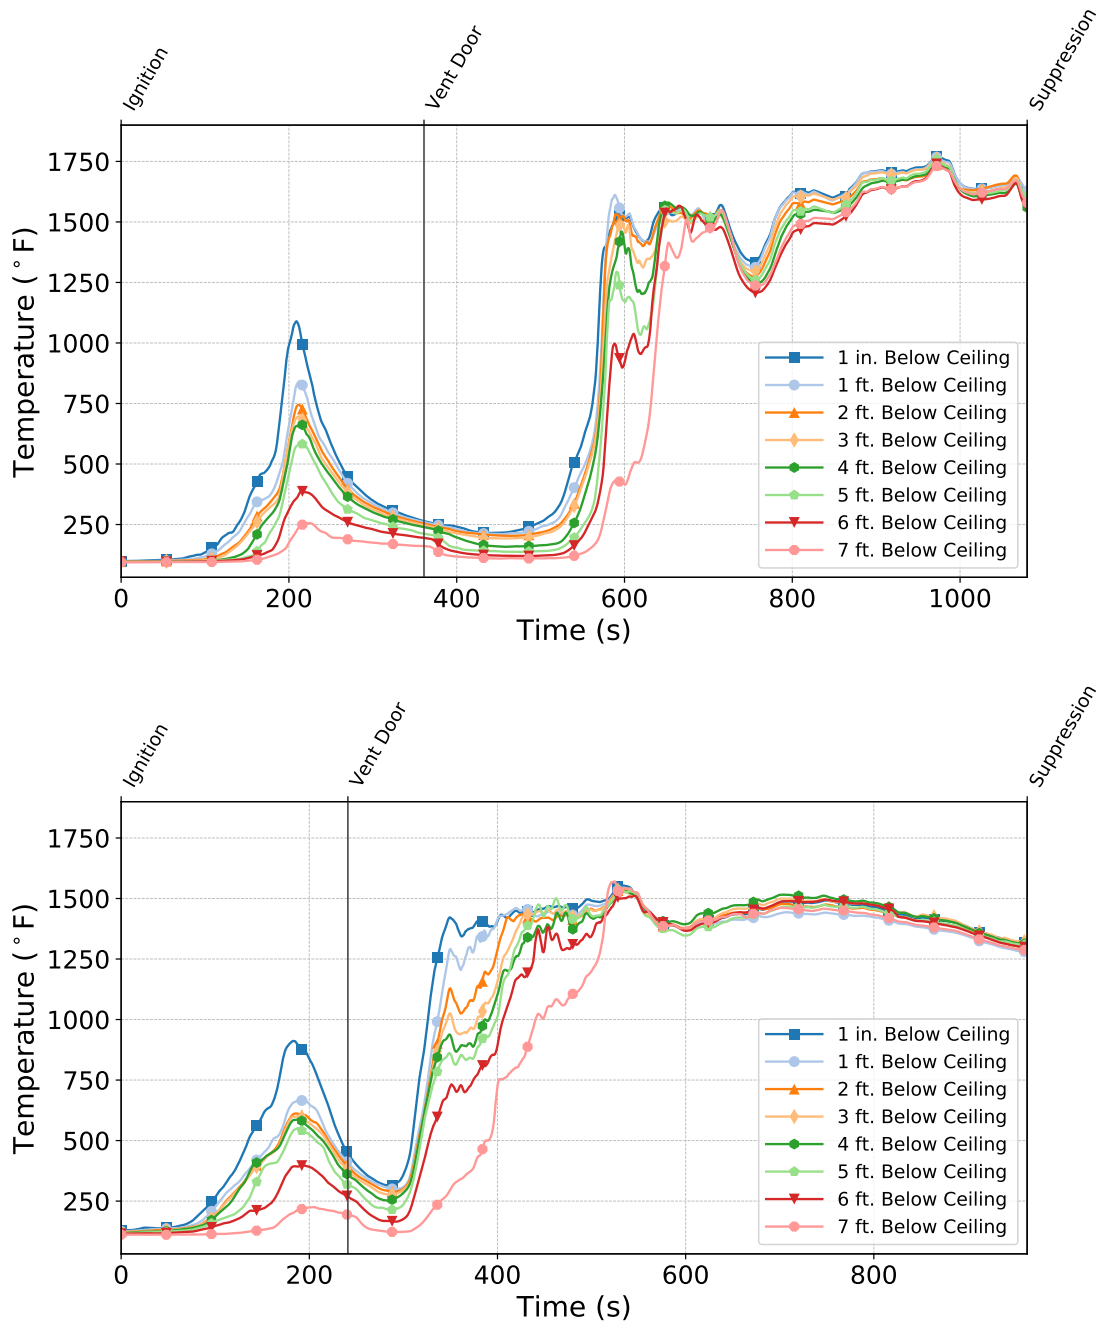 Ignition
Vent Door
Suppression
1750
1500
1250
1000
750
500
250
Temperature (°F)
0
200
400
600
800
1000
Time (s)
1 in. Below Ceiling
1 ft. Below Ceiling
2 ft. Below Ceiling
3 ft. Below Ceiling
4 ft. Below Ceiling
5 ft. Below Ceiling
6 ft. Below Ceiling
7 ft. Below Ceiling
Ignition
Vent Door
Suppression
1750
1500
1250
1000
750
500
250
Temperature (°F)
0
200
400
600
800
Time (s)
1 in. Below Ceiling
1 ft. Below Ceiling
2 ft. Below Ceiling
3 ft. Below Ceiling
4 ft. Below Ceiling
5 ft. Below Ceiling
6 ft. Below Ceiling
7 ft. Below Ceiling